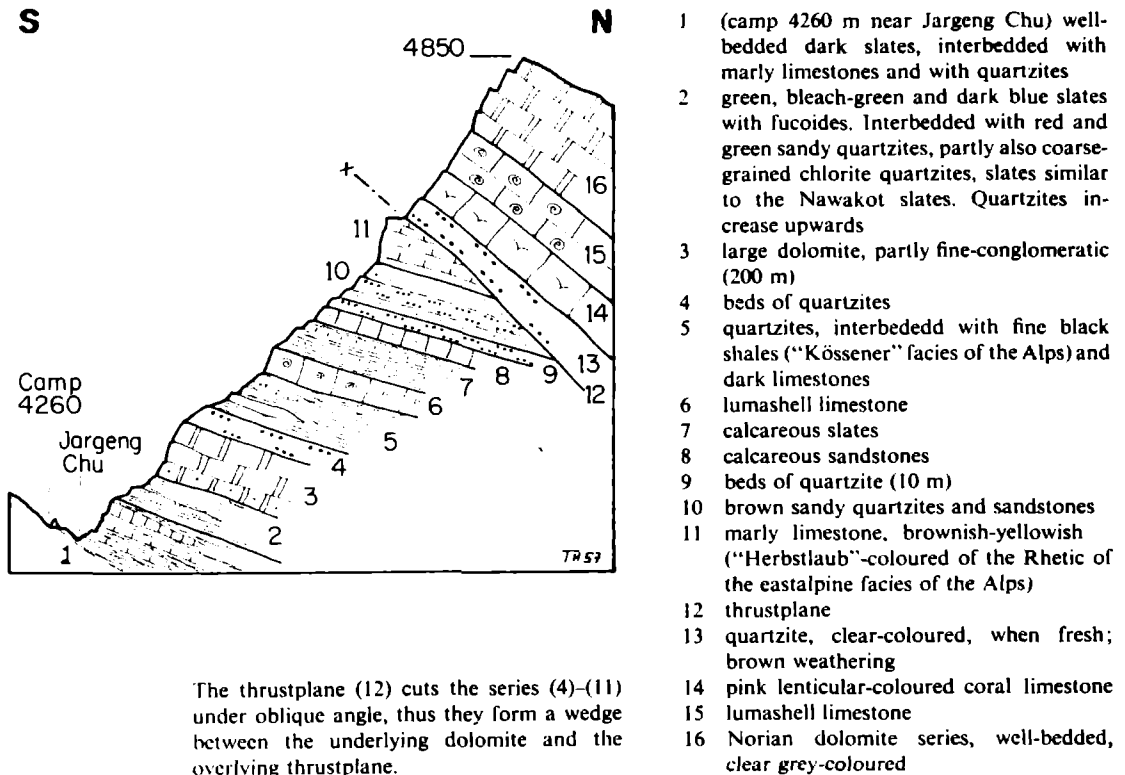 S
N
4850
x
16
11
15
10
14
13
9
8
12
7
Camp
4260
6
Jargeng
Chu
5
4
3
2
1
TH 57
The thrustplane (12) cuts the series (4)–(11)
under oblique angle, thus they form a wedge
between the underlying dolomite and the
overlying thrustplane.
1 (camp 4260 m near Jargeng Chu) well-
bedded dark slates, interbedded with
marly limestones and with quartzites
2 green, bleach-green and dark blue slates
with fucoides. Interbedded with red and
green sandy quartzites, partly also coarse-
grained chlorite quartzites, slates similar
to the Nawakot slates. Quartzites in-
crease upwards
3 large dolomite, partly fine-conglomeratic
(200 m)
4 beds of quartzites
5 quartzites, interbededd with fine black
shales (“Kössener” facies of the Alps) and
dark limestones
6 lumashell limestone
7 calcareous slates
8 calcareous sandstones
9 beds of quartzite (10 m)
10 brown sandy quartzites and sandstones
11 marly limestone, brownish-yellowish
(“Herbstlaub”-coloured of the Rhetic of
the eastalpine facies of the Alps)
12 thrustplane
13 quartzite, clear-coloured, when fresh;
brown weathering
14 pink lenticular-coloured coral limestone
15 lumashell limestone
16 Norian dolomite series, well-bedded,
clear grey-coloured